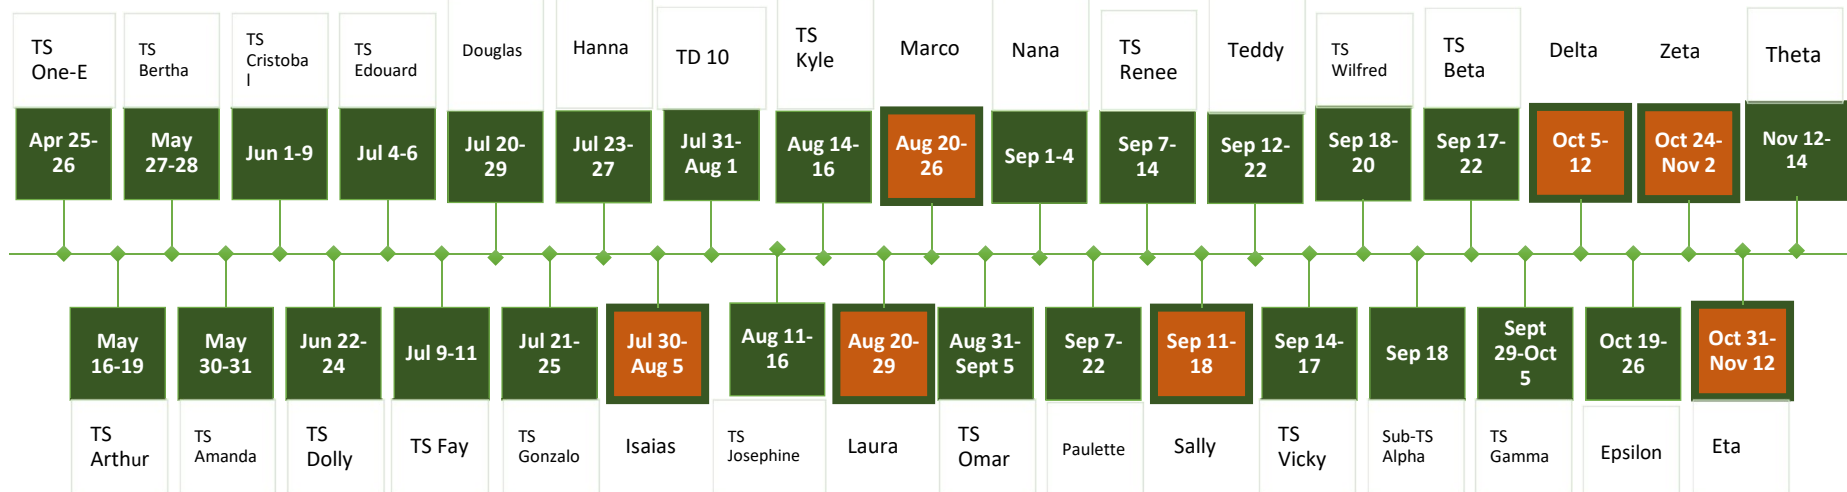 TS
One-E
TS
Bertha
TS
Cristoba
l
TS
Edouard
Douglas
Hanna
TD 10
TS
Kyle
Marco
Nana
TS
Renee
Teddy
TS
Wilfred
TS
Beta
Delta
Zeta
Theta
Apr 25-
26
May
27-28
Jun 1-9
Jul 4-6
Jul 20-
29
Jul 23-
27
Jul 31-
Aug 1
Aug 14-
16
Aug 20-
26
Sep 1-4
Sep 7-
14
Sep 12-
22
Sep 18-
20
Sep 17-
22
Oct 5-
12
Oct 24-
Nov 2
Nov 12-
14
May
16-19
May
30-31
Jun 22-
24
Jul 9-11
Jul 21-
25
Jul 30-
Aug 5
Aug 11-
16
Aug 20-
29
Aug 31-
Sept 5
Sep 7-
22
Sep 11-
18
Sep 14-
17
Sep 18
Sept
29-Oct
5
Oct 19-
26
Oct 31-
Nov 12
TS
Arthur
TS
Amanda
TS
Dolly
TS Fay
TS
Gonzalo
Isaias
TS
Josephine
Laura
TS
Omar
Paulette
Sally
TS
Vicky
Sub-TS
Alpha
TS
Gamma
Epsilon
Eta